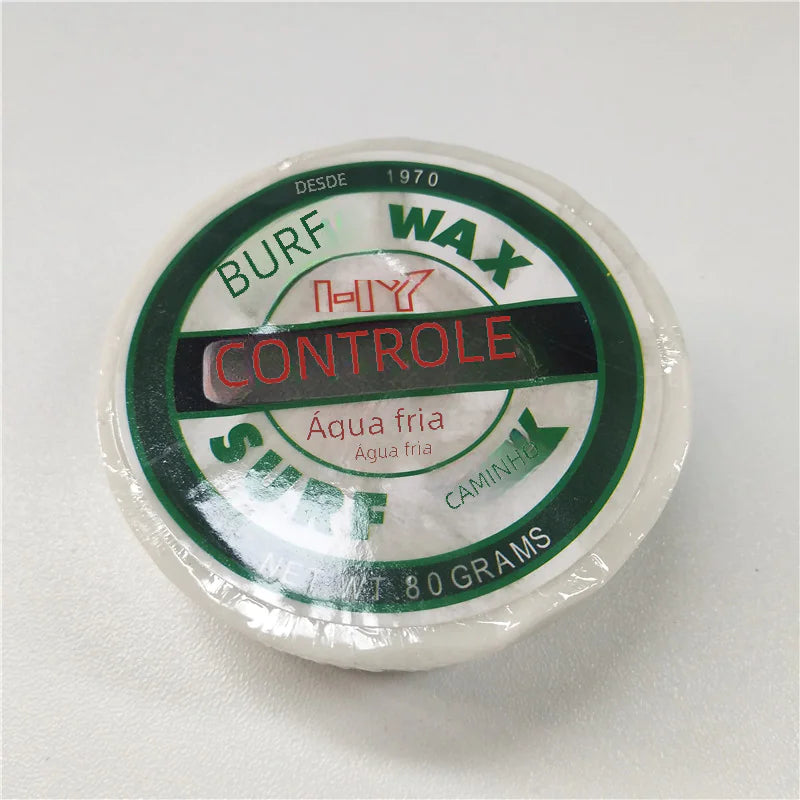 DESDE 1970
BURF WAX
HY
CONTROLE
Água fria
Água fria
SURF
CAMINHO
NET WT 80 GRAMS